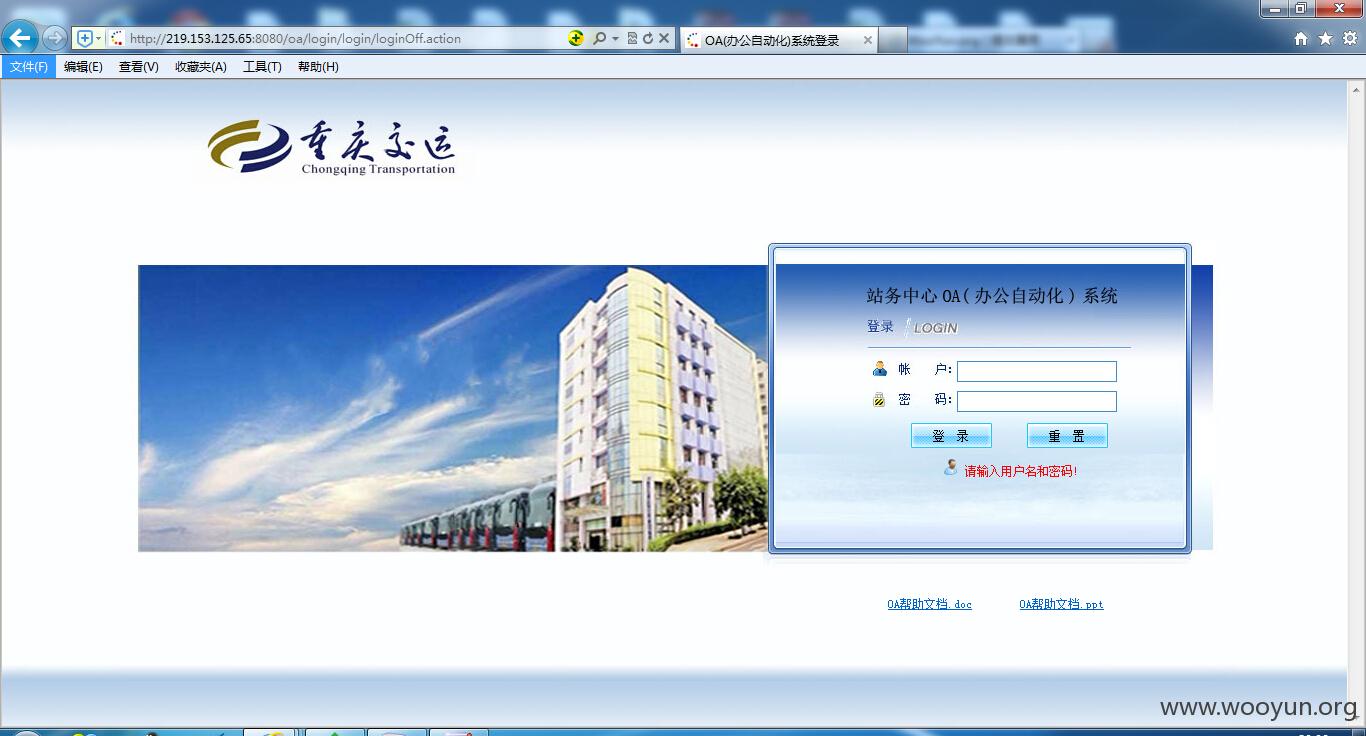 http://219.153.125.65:8080/oa/login/login/loginOff.action
OA(办公自动化)系统登录
文件(F) 编辑(E) 查看(V) 收藏夹(A) 工具(T) 帮助(H)
重庆交运
Chongqing Transportation
站务中心 OA( 办公自动化 ) 系统
登录 LOGIN
帐 户:
密 码:
登 录 重 置
请输入用户名和密码!
OA帮助文档.doc OA帮助文档.ppt
www.wooyun.org